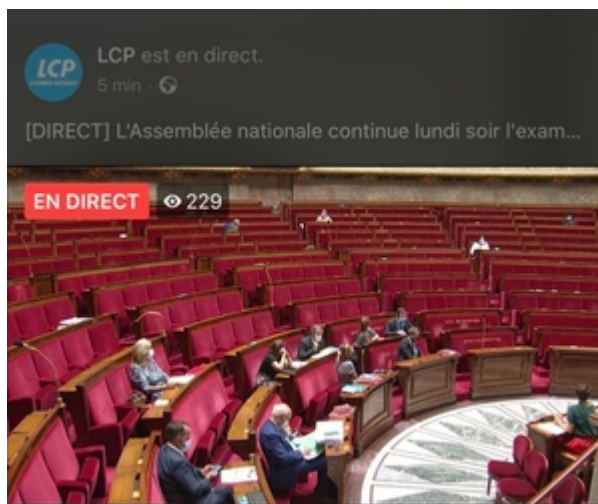 LCP
LCP est en direct.
5 min ·
[DIRECT] L'Assemblée nationale continue lundi soir l'exam...
EN DIRECT 229